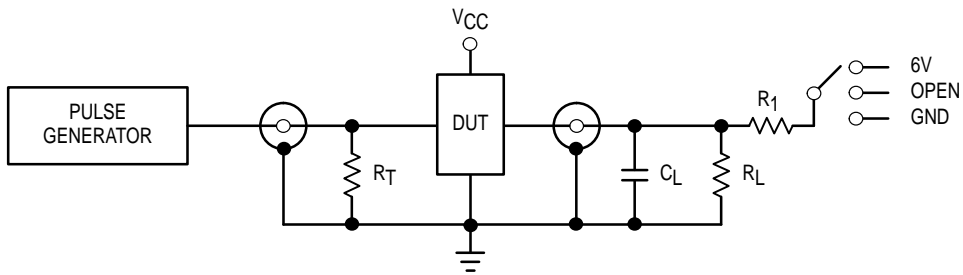 VCC
PULSE
GENERATOR
DUT
RT
CL
RL
R1
6V
OPEN
GND